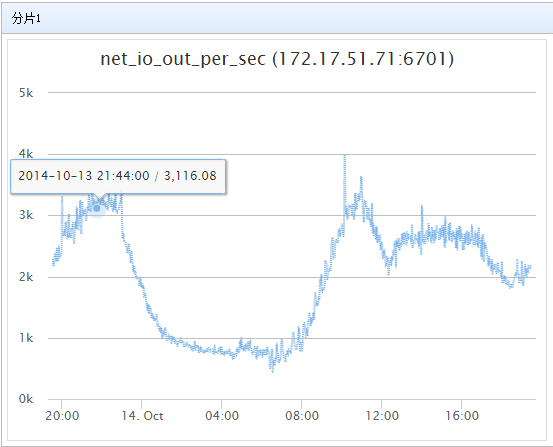 分片1
net_io_out_per_sec (172.17.51.71:6701)
5k
4k
2014-10-13 21:44:00 / 3,116.08
3k
2k
1k
0k
20:00 14. Oct 04:00 08:00 12:00 16:00